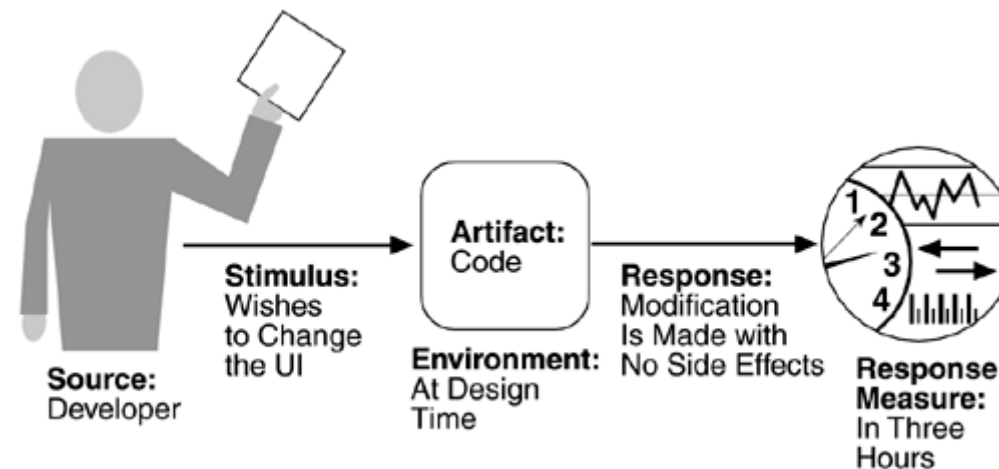 Source:
Developer
Stimulus:
Wishes
to Change
the UI
Artifact:
Code
Environment:
At Design
Time
Response:
Modification
Is Made with
No Side Effects
1
2
3
4
Response
Measure:
In Three
Hours